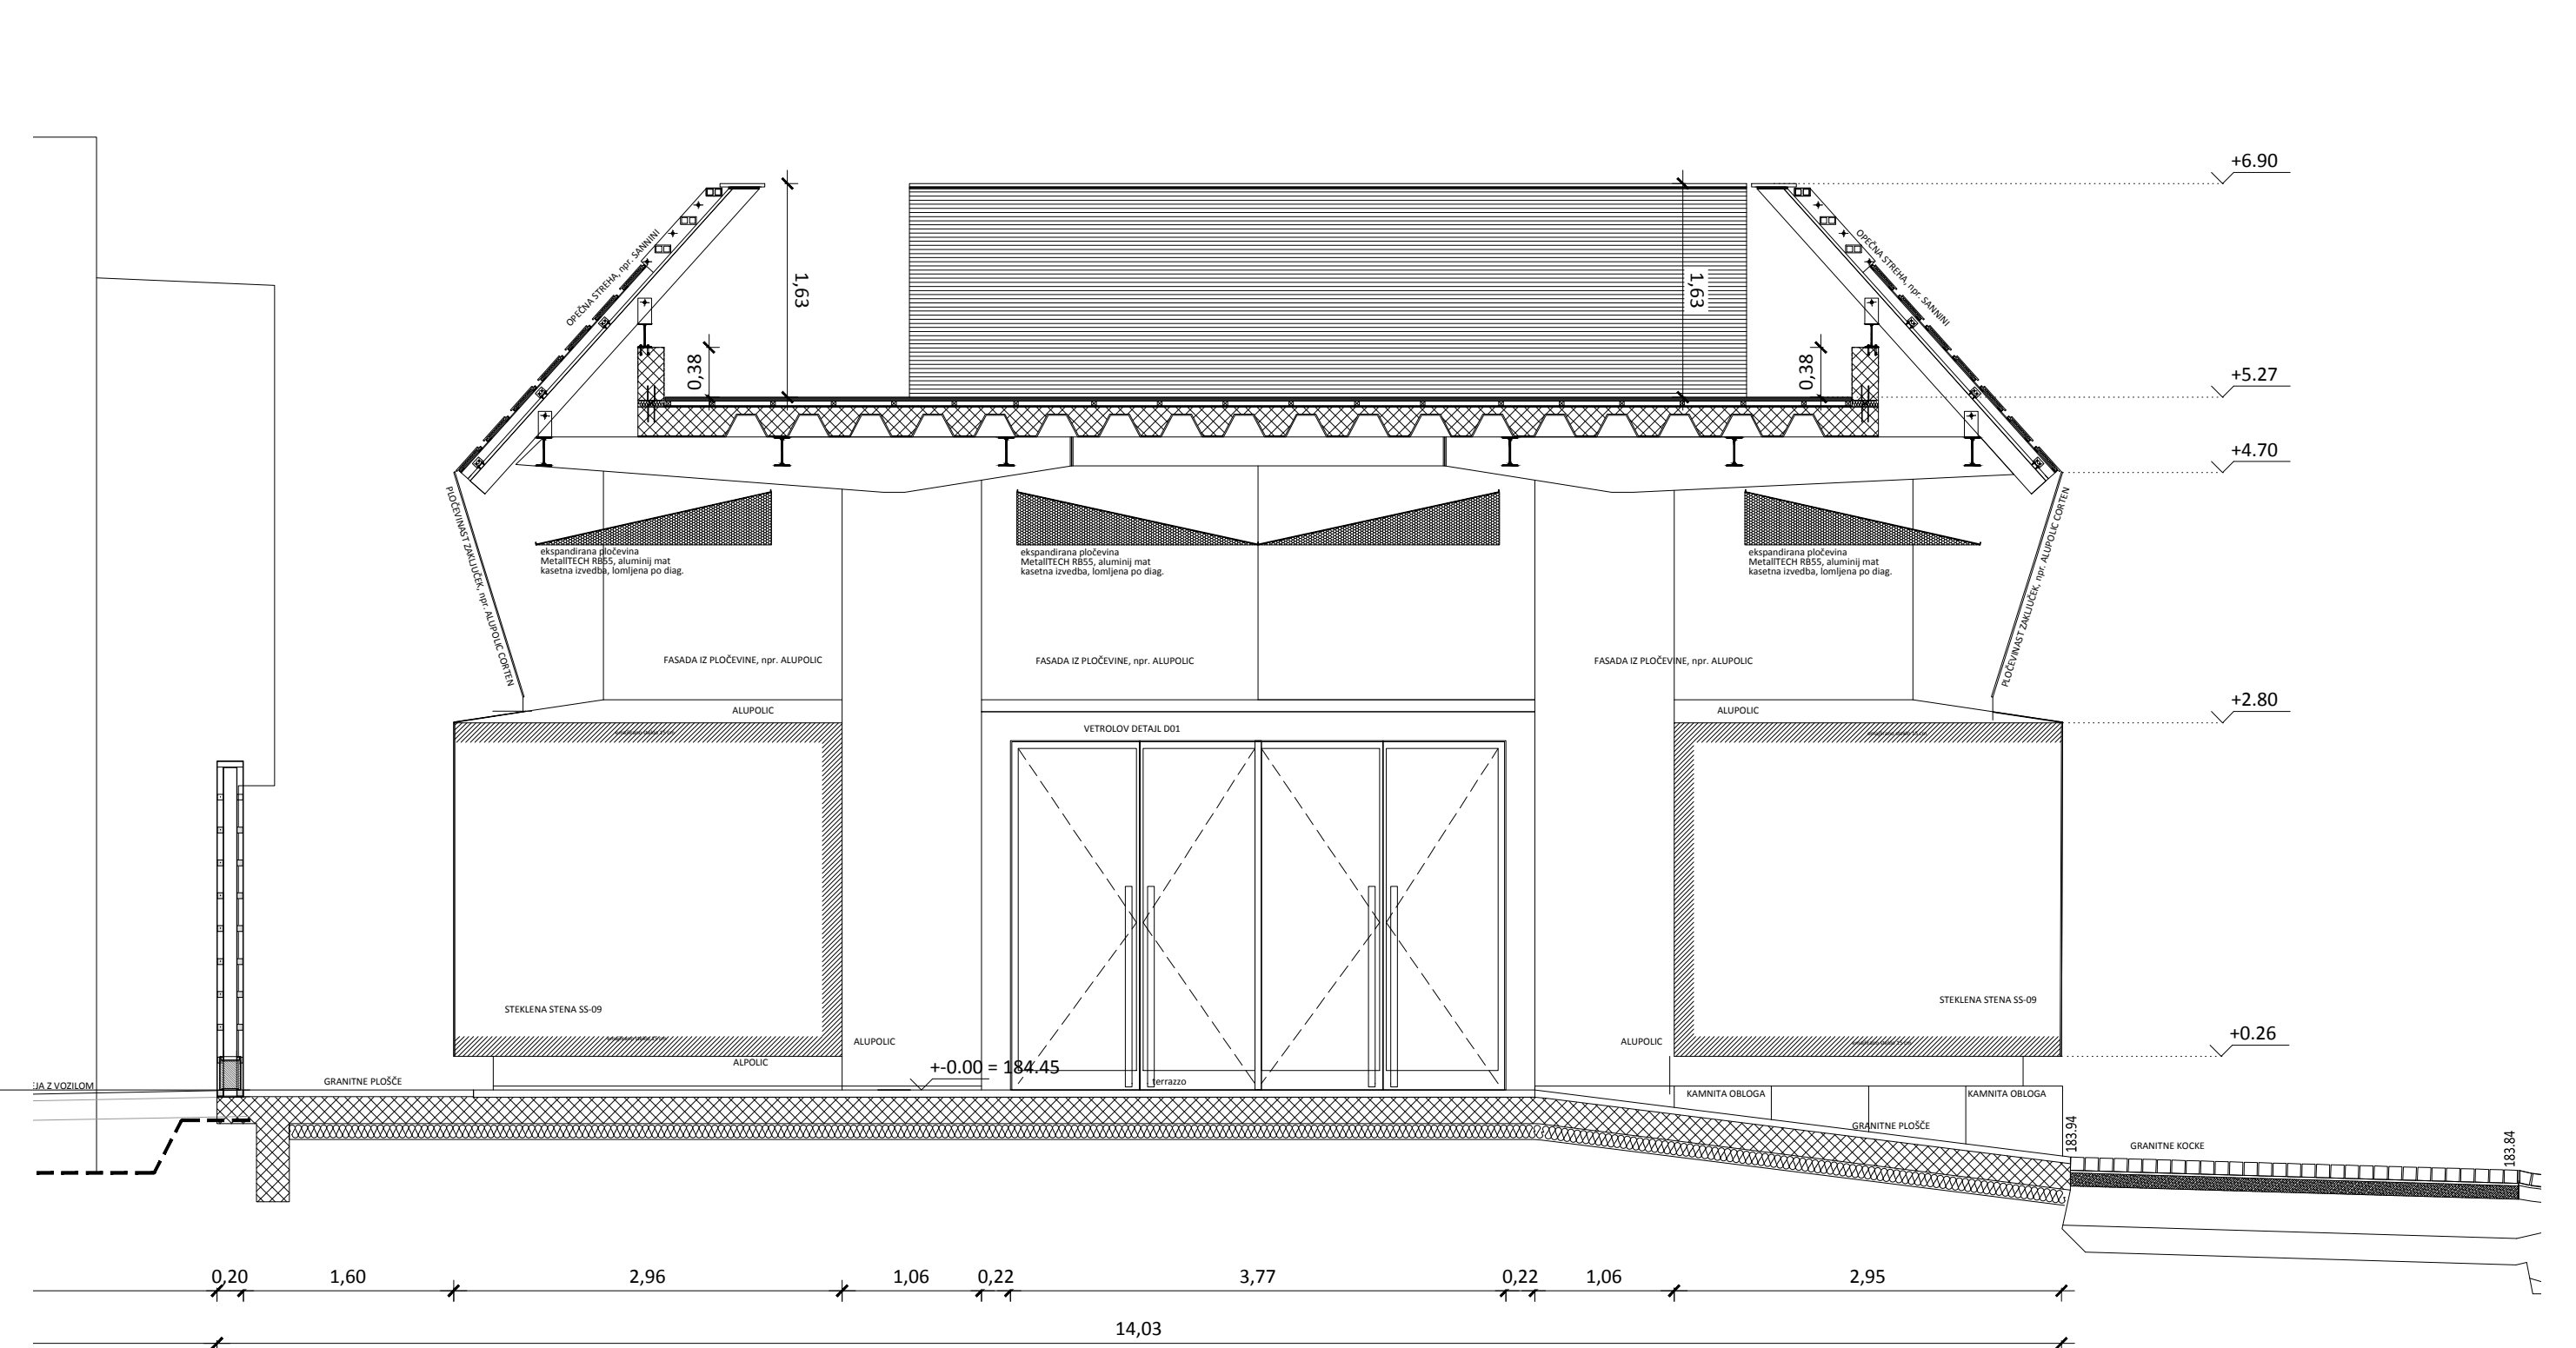 +6.90
OPEČNA STREHA, npr. SANNINI
OPEČNA STREHA, npr. SANNINI
1,63
1,63
0,38
0,38
+5.27
+4.70
PLOČEVINAST ZAKLJUČEK, npr. ALUPOLIC CORTEN
PLOČEVINAST ZAKLJUČEK, npr. ALUPOLIC CORTEN
ekspandirana pločevina
MetallTECH RB55, aluminij mat
kasetna izvedba, lomljena po diag.
ekspandirana pločevina
MetallTECH RB55, aluminij mat
kasetna izvedba, lomljena po diag.
ekspandirana pločevina
MetallTECH RB55, aluminij mat
kasetna izvedba, lomljena po diag.
FASADA IZ PLOČEVINE, npr. ALUPOLIC
FASADA IZ PLOČEVINE, npr. ALUPOLIC
FASADA IZ PLOČEVINE, npr. ALUPOLIC
+2.80
ALUPOLIC
ALUPOLIC
VETROLOV DETAJL D01
STEKLENA STENA SS-09
STEKLENA STENA SS-09
+0.26
ALUPOLIC
ALUPOLIC
ALPOLIC
+-0.00 = 184.45
EJA Z VOZILOM
GRANITNE PLOŠČE
terrazzo
KAMNITA OBLOGA
KAMNITA OBLOGA
GRANITNE PLOŠČE
183.94
GRANITNE KOCKE
183.84
0,20
1,60
2,96
1,06
0,22
3,77
0,22
1,06
2,95
14,03